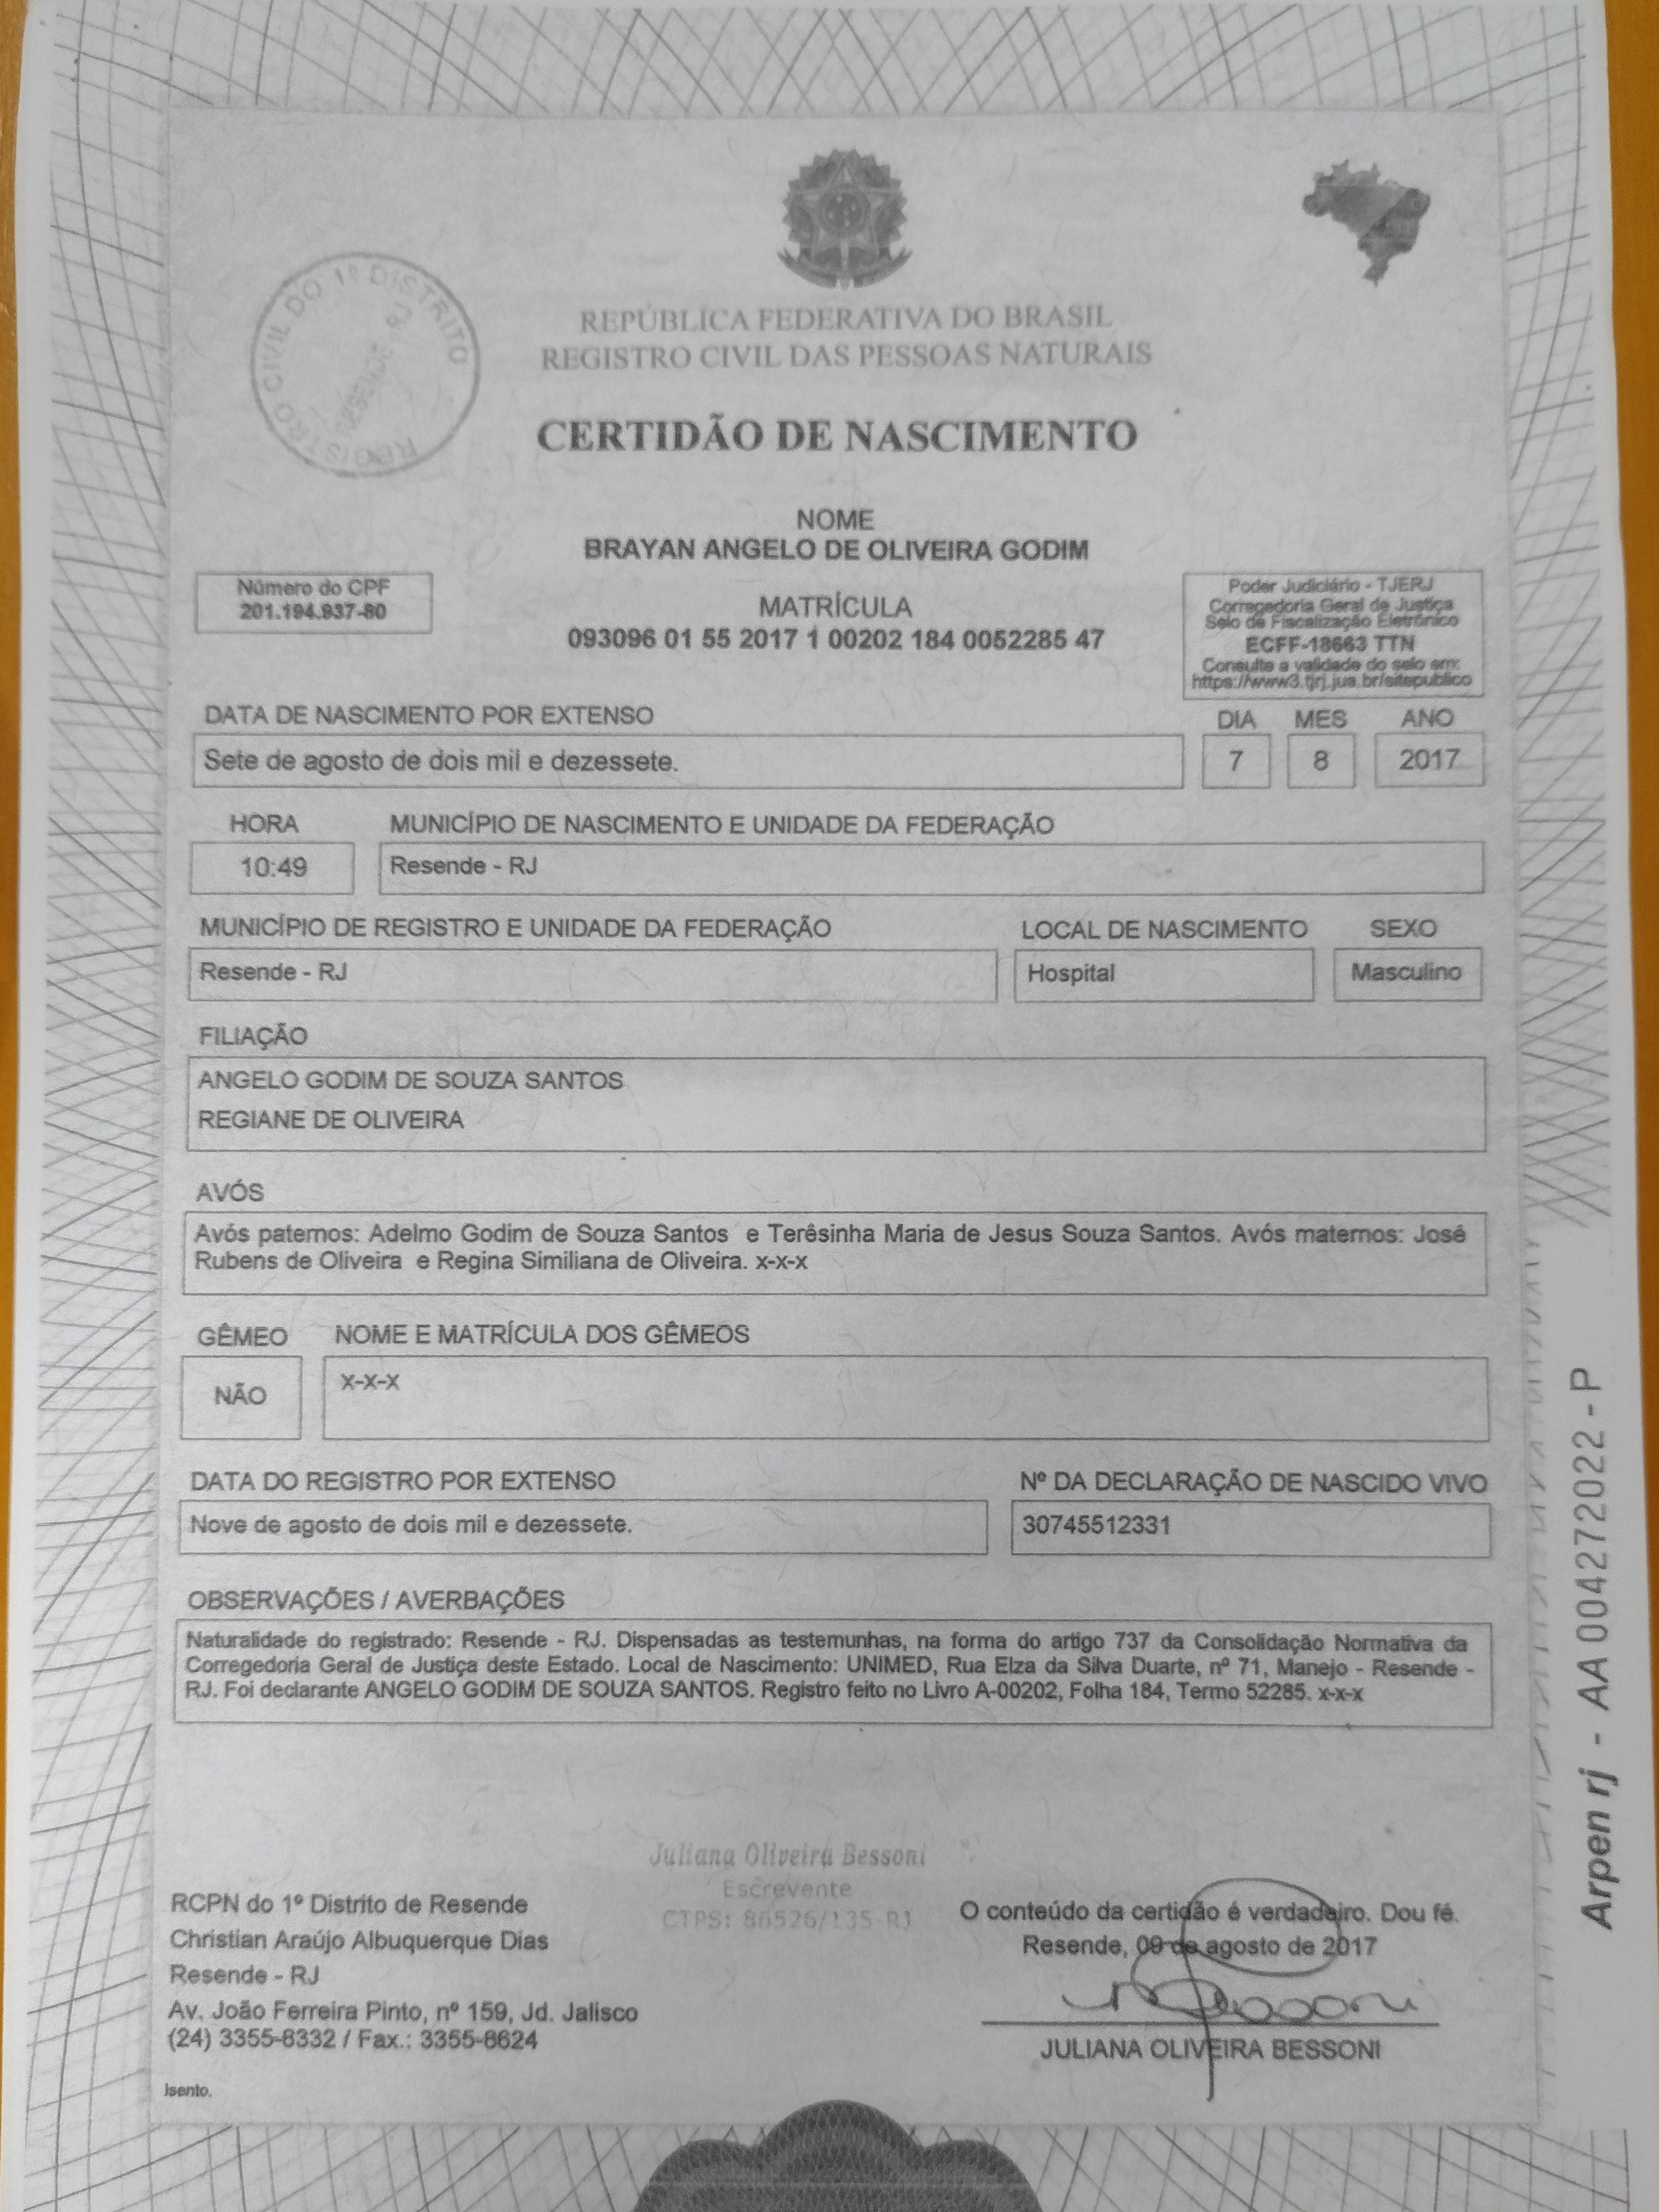 REGISTRO CIVIL DO 1º DISTRITO
RESENDE - RJ
REPÚBLICA FEDERATIVA DO BRASIL
REGISTRO CIVIL DAS PESSOAS NATURAIS
CERTIDÃO DE NASCIMENTO
NOME
BRAYAN ANGELO DE OLIVEIRA GODIM
Número do CPF
201.194.937-80
MATRÍCULA
093096 01 55 2017 1 00202 184 0052285 47
Poder Judiciário - TJERJ
Corregedoria Geral de Justiça
Selo de Fiscalização Eletrônico
ECFF-18663 TTN
Consulte a validade do selo em:
https://www3.tjrj.jus.br/sitepublico
DATA DE NASCIMENTO POR EXTENSO DIA MES ANO
Sete de agosto de dois mil e dezessete. 7 8 2017
HORA MUNICÍPIO DE NASCIMENTO E UNIDADE DA FEDERAÇÃO
10:49 Resende - RJ
MUNICÍPIO DE REGISTRO E UNIDADE DA FEDERAÇÃO LOCAL DE NASCIMENTO SEXO
Resende - RJ Hospital Masculino
FILIAÇÃO
ANGELO GODIM DE SOUZA SANTOS
REGIANE DE OLIVEIRA
AVÓS
Avós paternos: Adelmo Godim de Souza Santos e Terêsinha Maria de Jesus Souza Santos. Avós maternos: José
Rubens de Oliveira e Regina Similiana de Oliveira. x-x-x
GÊMEO NOME E MATRÍCULA DOS GÊMEOS
NÃO x-x-x
DATA DO REGISTRO POR EXTENSO Nº DA DECLARAÇÃO DE NASCIDO VIVO
Nove de agosto de dois mil e dezessete. 30745512331
OBSERVAÇÕES / AVERBAÇÕES
Naturalidade do registrado: Resende - RJ. Dispensadas as testemunhas, na forma do artigo 737 da Consolidação Normativa da
Corregedoria Geral de Justiça deste Estado. Local de Nascimento: UNIMED, Rua Elza da Silva Duarte, nº 71, Manejo - Resende -
RJ. Foi declarante ANGELO GODIM DE SOUZA SANTOS. Registro feito no Livro A-00202, Folha 184, Termo 52285. x-x-x
Juliana Oliveira Bessoni
Escrevente
CTPS: 86526/135-RJ
RCPN do 1º Distrito de Resende
Christian Araújo Albuquerque Dias
Resende - RJ
Av. João Ferreira Pinto, nº 159, Jd. Jalisco
(24) 3355-8332 / Fax.: 3355-8624
Isento.
O conteúdo da certidão é verdadeiro. Dou fé.
Resende, 09 de agosto de 2017
JULIANA OLIVEIRA BESSONI
Arpen rj - AA 004272022 - P